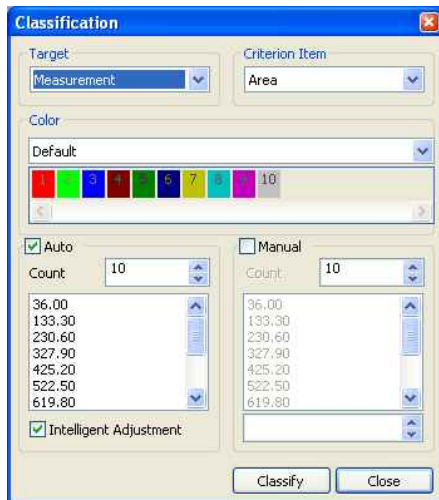 Classification
Target
Criterion Item
Measurement
Area
Color
Default
1 2 3 4 5 6 7 8 9 10
Auto
Manual
Count 10
Count 10
36.00
133.30
230.60
327.90
425.20
522.50
619.80
36.00
133.30
230.60
327.90
425.20
522.50
619.80
Intelligent Adjustment
Classify
Close